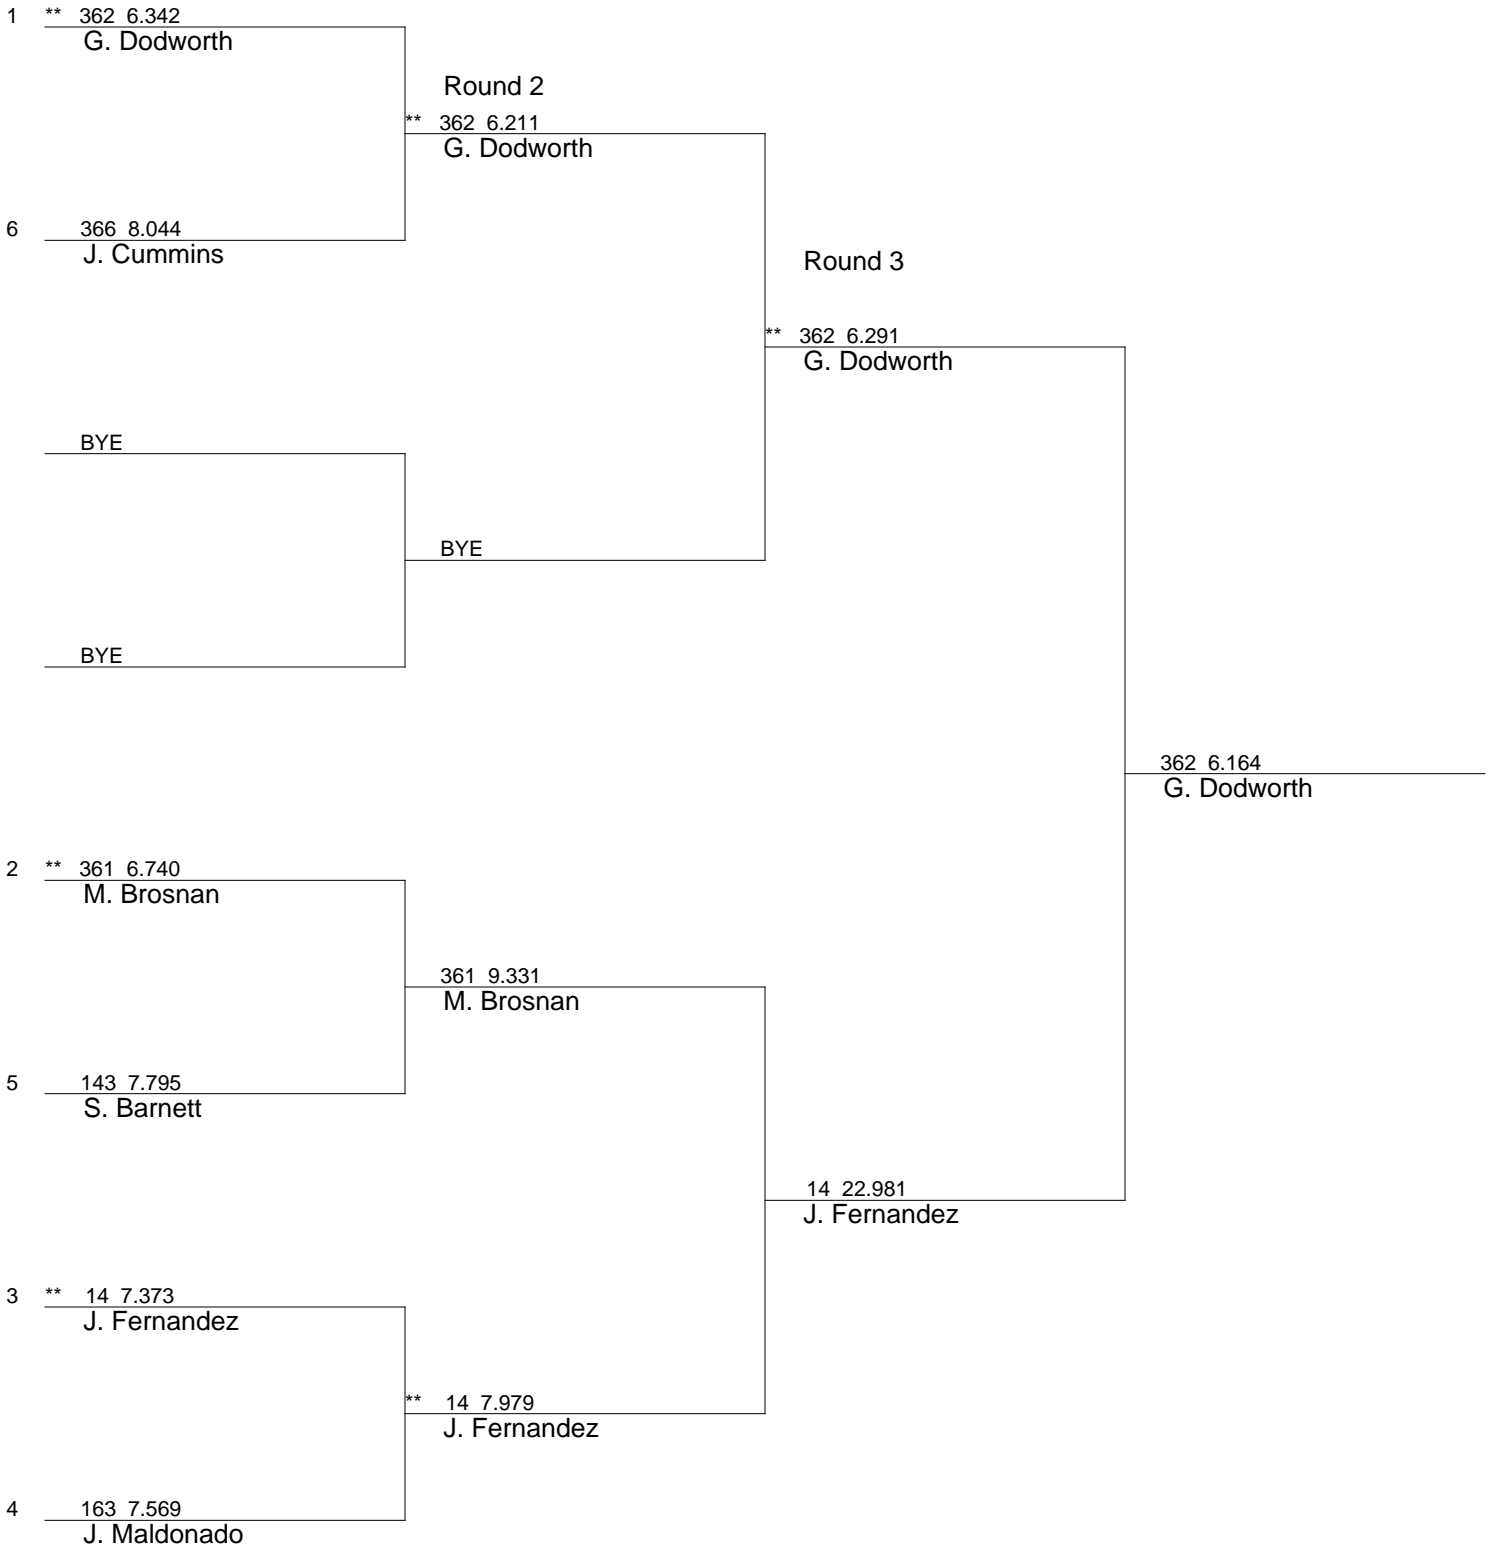 1 ** 362 6.342
G. Dodworth
Round 2
** 362 6.211
G. Dodworth
6 366 8.044
J. Cummins
Round 3
** 362 6.291
G. Dodworth
BYE
BYE
BYE
362 6.164
G. Dodworth
2 ** 361 6.740
M. Brosnan
361 9.331
M. Brosnan
5 143 7.795
S. Barnett
14 22.981
J. Fernandez
3 ** 14 7.373
J. Fernandez
** 14 7.979
J. Fernandez
4 163 7.569
J. Maldonado